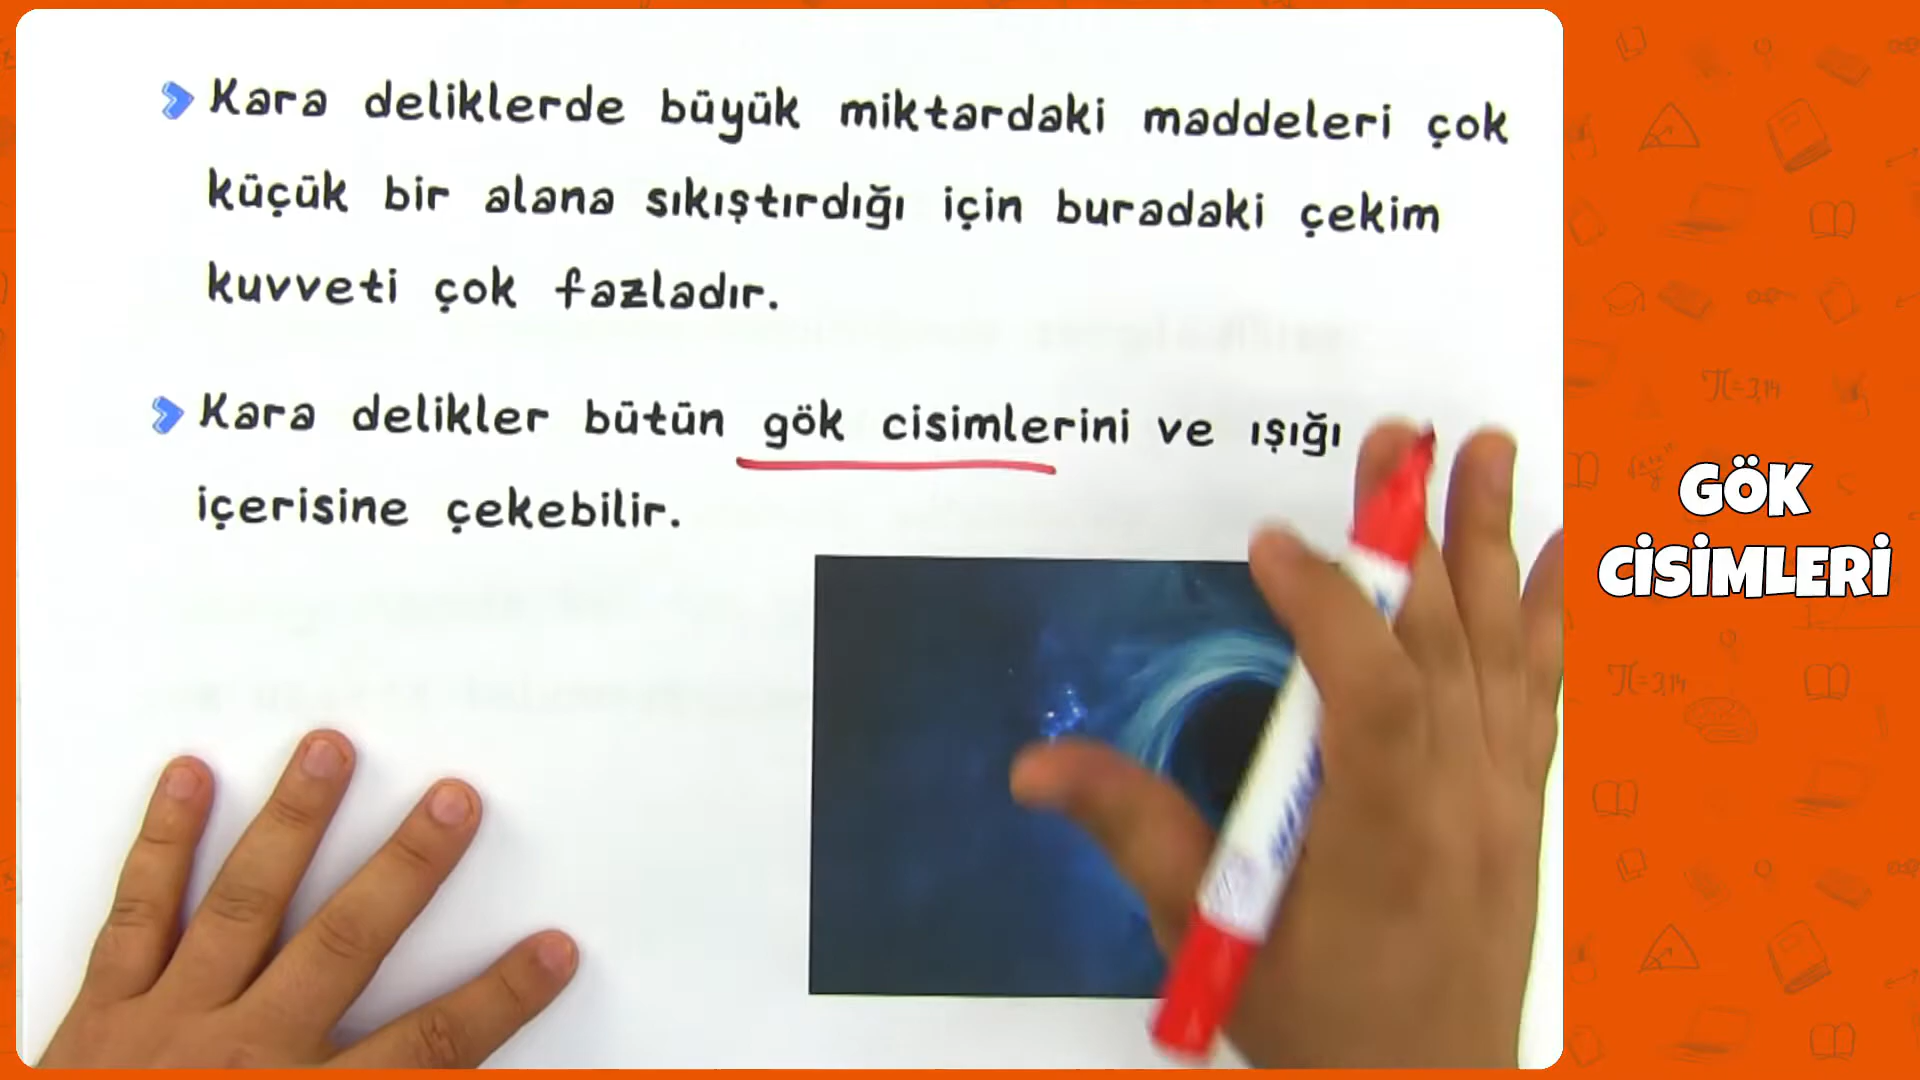 Kara deliklerde büyük miktardaki maddeleri çok
küçük bir alana sıkıştırdığı için buradaki çekim
kuvveti çok fazladır.
Kara delikler bütün gök cisimlerini ve ışığı
içerisine çekebilir.
GÖK
CİSİMLERİ